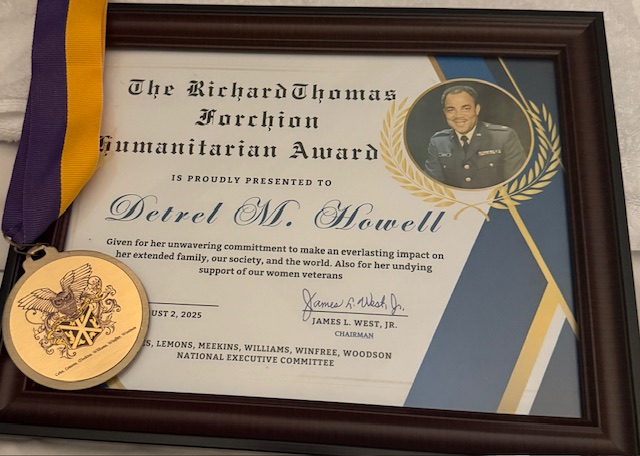 The RichardThomas
Forchion
Humanitarian Award
IS PROUDLY PRESENTED TO
Detrel M. Howell
Given for her unwavering committment to make an everlasting impact on
her extended family, our society, and the world. Also for her undying
support of our women veterans
James L. West, Jr.
UST 2, 2025
JAMES L. WEST, JR.
CHAIRMAN
S, LEMONS, MEEKINS, WILLIAMS, WINFREE, WOODSON
NATIONAL EXECUTIVE COMMITTEE